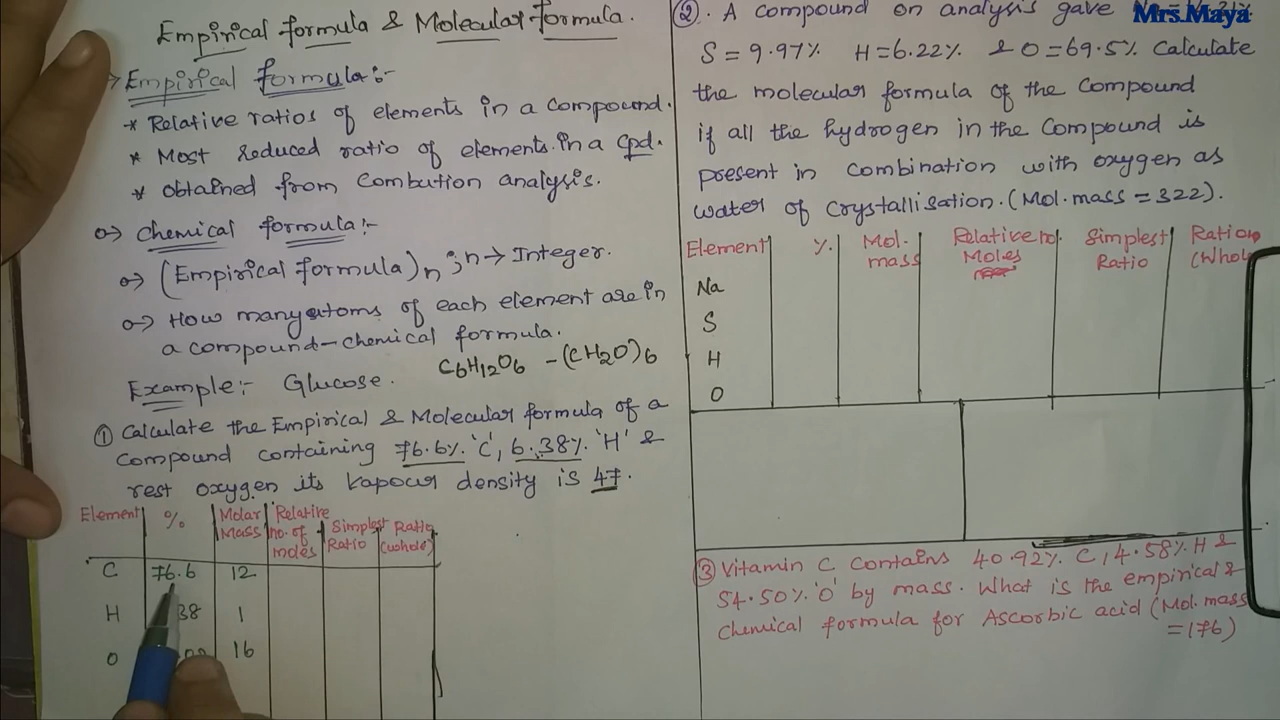 Empirical formula & Molecular formula.
→ Empirical formula:-
* Relative ratios of elements in a compound.
* Most reduced ratio of elements in a cpd.
* obtained from Combution analysis.
→ Chemical formula:-
→ (Empirical formula)n ; n → Integer.
→ How many atoms of each element are in
a compound - chemical formula.
Example:- Glucose. C6H12O6 - (CH2O)6
① Calculate the Empirical & Molecular formula of a
compound containing 76.6% 'C', 6.38% 'H' &
rest oxygen its vapour density is 47.
Element % Molar Mass Relative no. of moles Simplest Ratio Ratio (whole)
C 76.6 12
H 38 1
O 16
②. A compound on analysis gave
Mrs.Maya
S = 9.97% H = 6.22% & O = 69.5% Calculate
the molecular formula of the compound
if all the hydrogen in the compound is
present in combination with oxygen as
water of crystallisation. (Mol. mass = 322).
Element % Mol. mass Relative no. Moles Simplest Ratio Ratio (Whole
Na
S
H
O
③ Vitamin C contains 40.92% C, 4.58% H &
54.50% 'O' by mass. What is the empirical &
chemical formula for Ascorbic acid (Mol. mass
= 176)